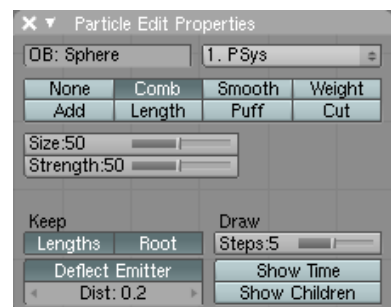 Particle Edit Properties
OB: Sphere 1. PSys
None Comb Smooth Weight
Add Length Puff Cut
Size:50
Strength:50
Keep Draw
Lengths Root Steps:5
Deflect Emitter Show Time
Dist: 0.2 Show Children